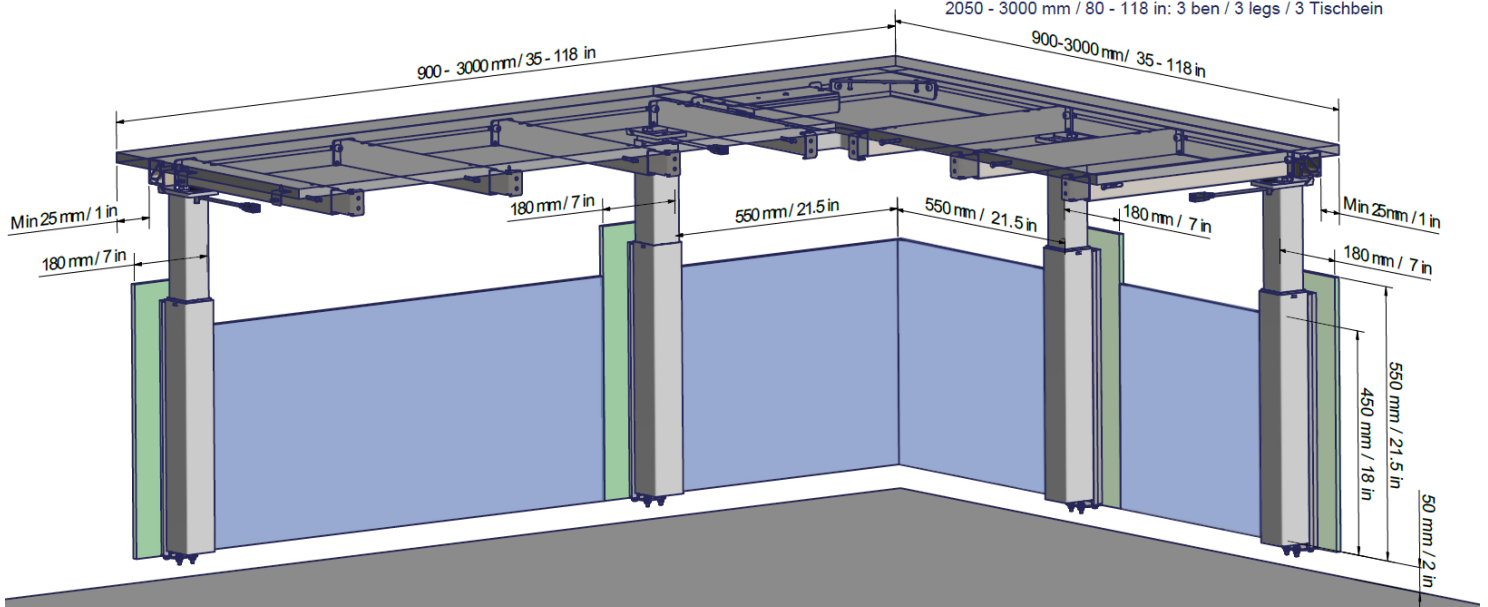 2050 - 3000 mm / 80 - 118 in: 3 ben / 3 legs / 3 Tischbein
900 - 3000 mm / 35 - 118 in
900-3000 mm/ 35-118 in
Min 25 mm / 1 in
180 mm / 7 in
180 mm / 7 in
550 mm / 21.5 in
550 mm / 21.5 in
180 mm / 7 in
Min 25mm / 1 in
180 mm / 7 in
550 mm / 21.5 in
450 mm / 18 in
50 mm / 2 in